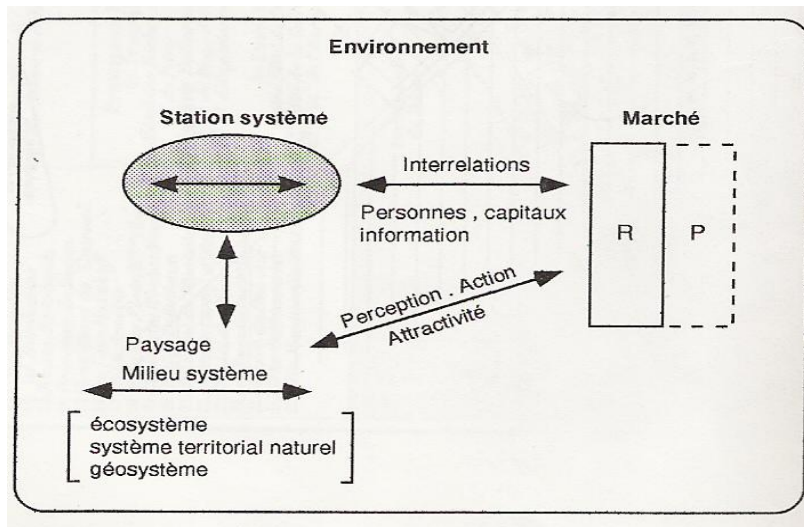 Environnement
Station système
Marché
Interrelations
Personnes , capitaux
information
R
P
Perception . Action
Attractivité
Paysage
Milieu système
écosystème
système territorial naturel
géosystème